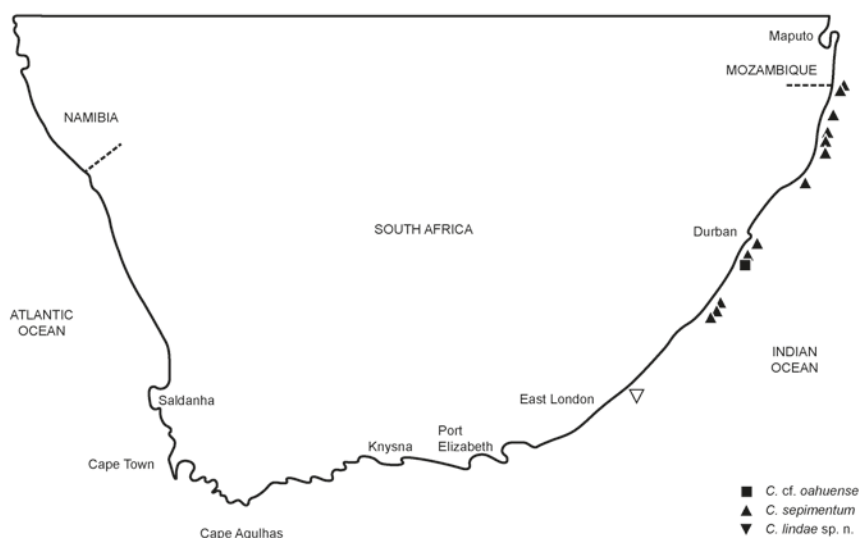 Maputo
MOZAMBIQUE
NAMIBIA
SOUTH AFRICA
Durban
ATLANTIC
OCEAN
INDIAN
OCEAN
Saldanha
East London
Port
Elizabeth
Knysna
Cape Town
Cape Agulhas
C. cf. oahuense
C. sepimentum
C. lindae sp. n.